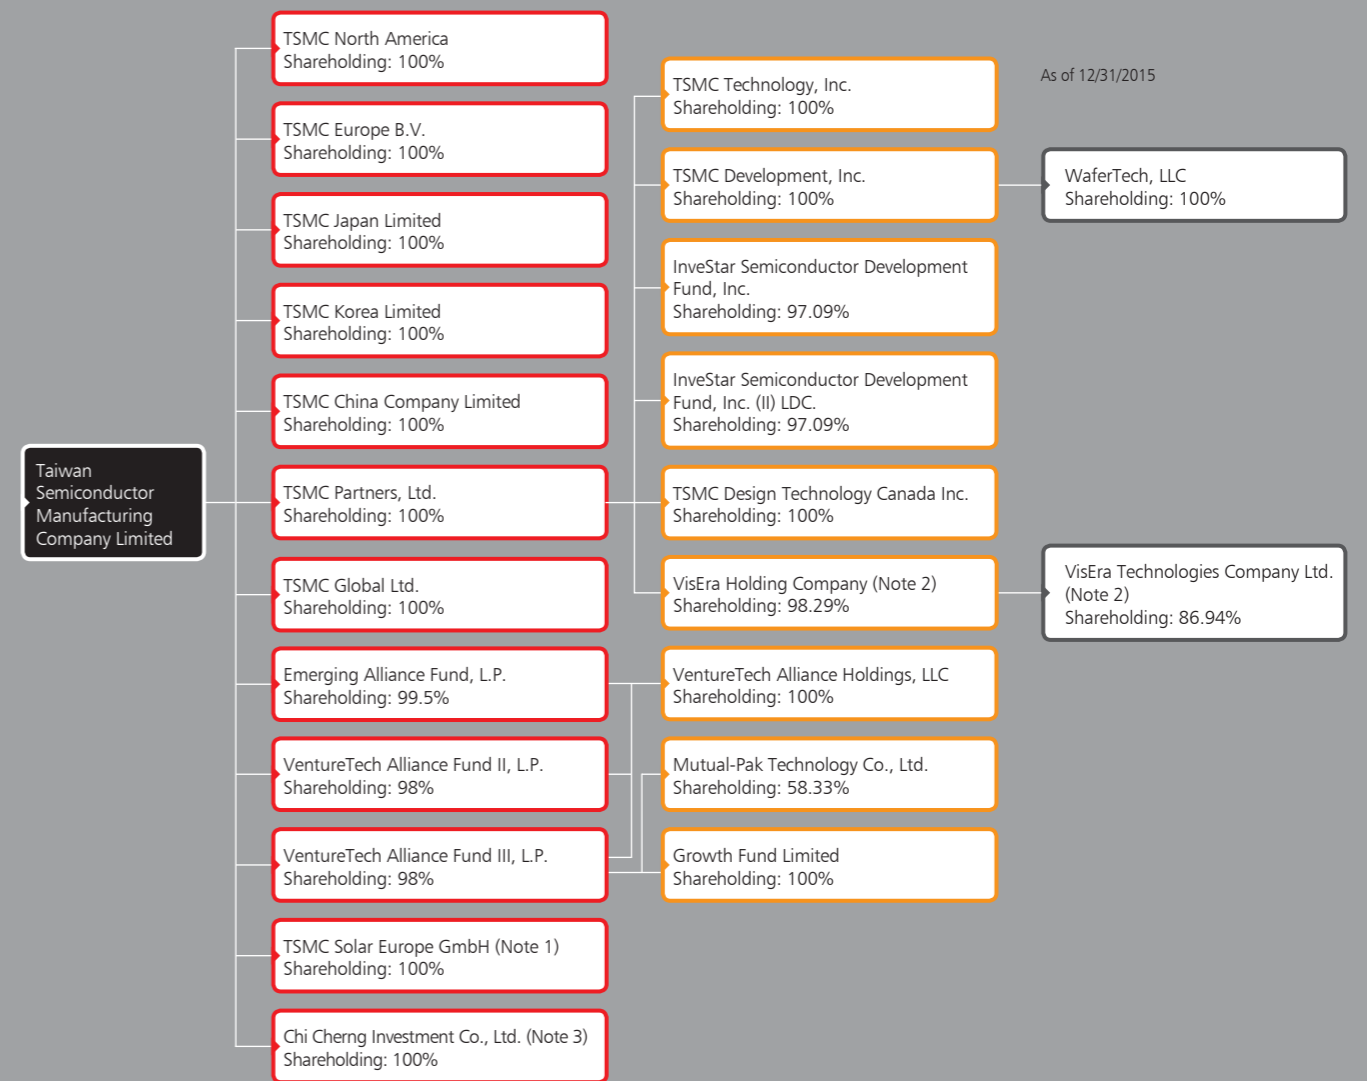 Taiwan
Semiconductor
Manufacturing
Company Limited
TSMC North America
Shareholding: 100%
TSMC Europe B.V.
Shareholding: 100%
TSMC Japan Limited
Shareholding: 100%
TSMC Korea Limited
Shareholding: 100%
TSMC China Company Limited
Shareholding: 100%
TSMC Partners, Ltd.
Shareholding: 100%
TSMC Global Ltd.
Shareholding: 100%
Emerging Alliance Fund, L.P.
Shareholding: 99.5%
VentureTech Alliance Fund II, L.P.
Shareholding: 98%
VentureTech Alliance Fund III, L.P.
Shareholding: 98%
TSMC Solar Europe GmbH (Note 1)
Shareholding: 100%
Chi Cherng Investment Co., Ltd. (Note 3)
Shareholding: 100%
TSMC Technology, Inc.
Shareholding: 100%
TSMC Development, Inc.
Shareholding: 100%
InveStar Semiconductor Development
Fund, Inc.
Shareholding: 97.09%
InveStar Semiconductor Development
Fund, Inc. (II) LDC.
Shareholding: 97.09%
TSMC Design Technology Canada Inc.
Shareholding: 100%
VisEra Holding Company (Note 2)
Shareholding: 98.29%
VentureTech Alliance Holdings, LLC
Shareholding: 100%
Mutual-Pak Technology Co., Ltd.
Shareholding: 58.33%
Growth Fund Limited
Shareholding: 100%
As of 12/31/2015
WaferTech, LLC
Shareholding: 100%
VisEra Technologies Company Ltd.
(Note 2)
Shareholding: 86.94%